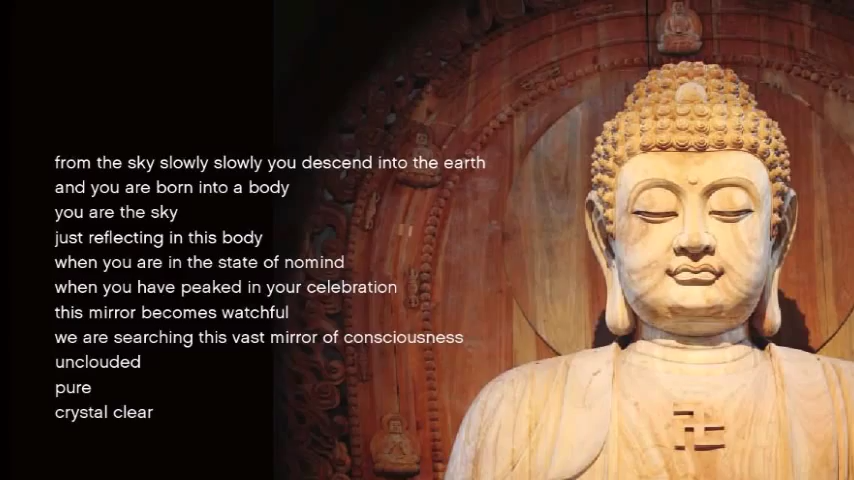 from the sky slowly slowly you descend into the earth
and you are born into a body
you are the sky
just reflecting in this body
when you are in the state of nomind
when you have peaked in your celebration
this mirror becomes watchful
we are searching this vast mirror of consciousness
unclouded
pure
crystal clear